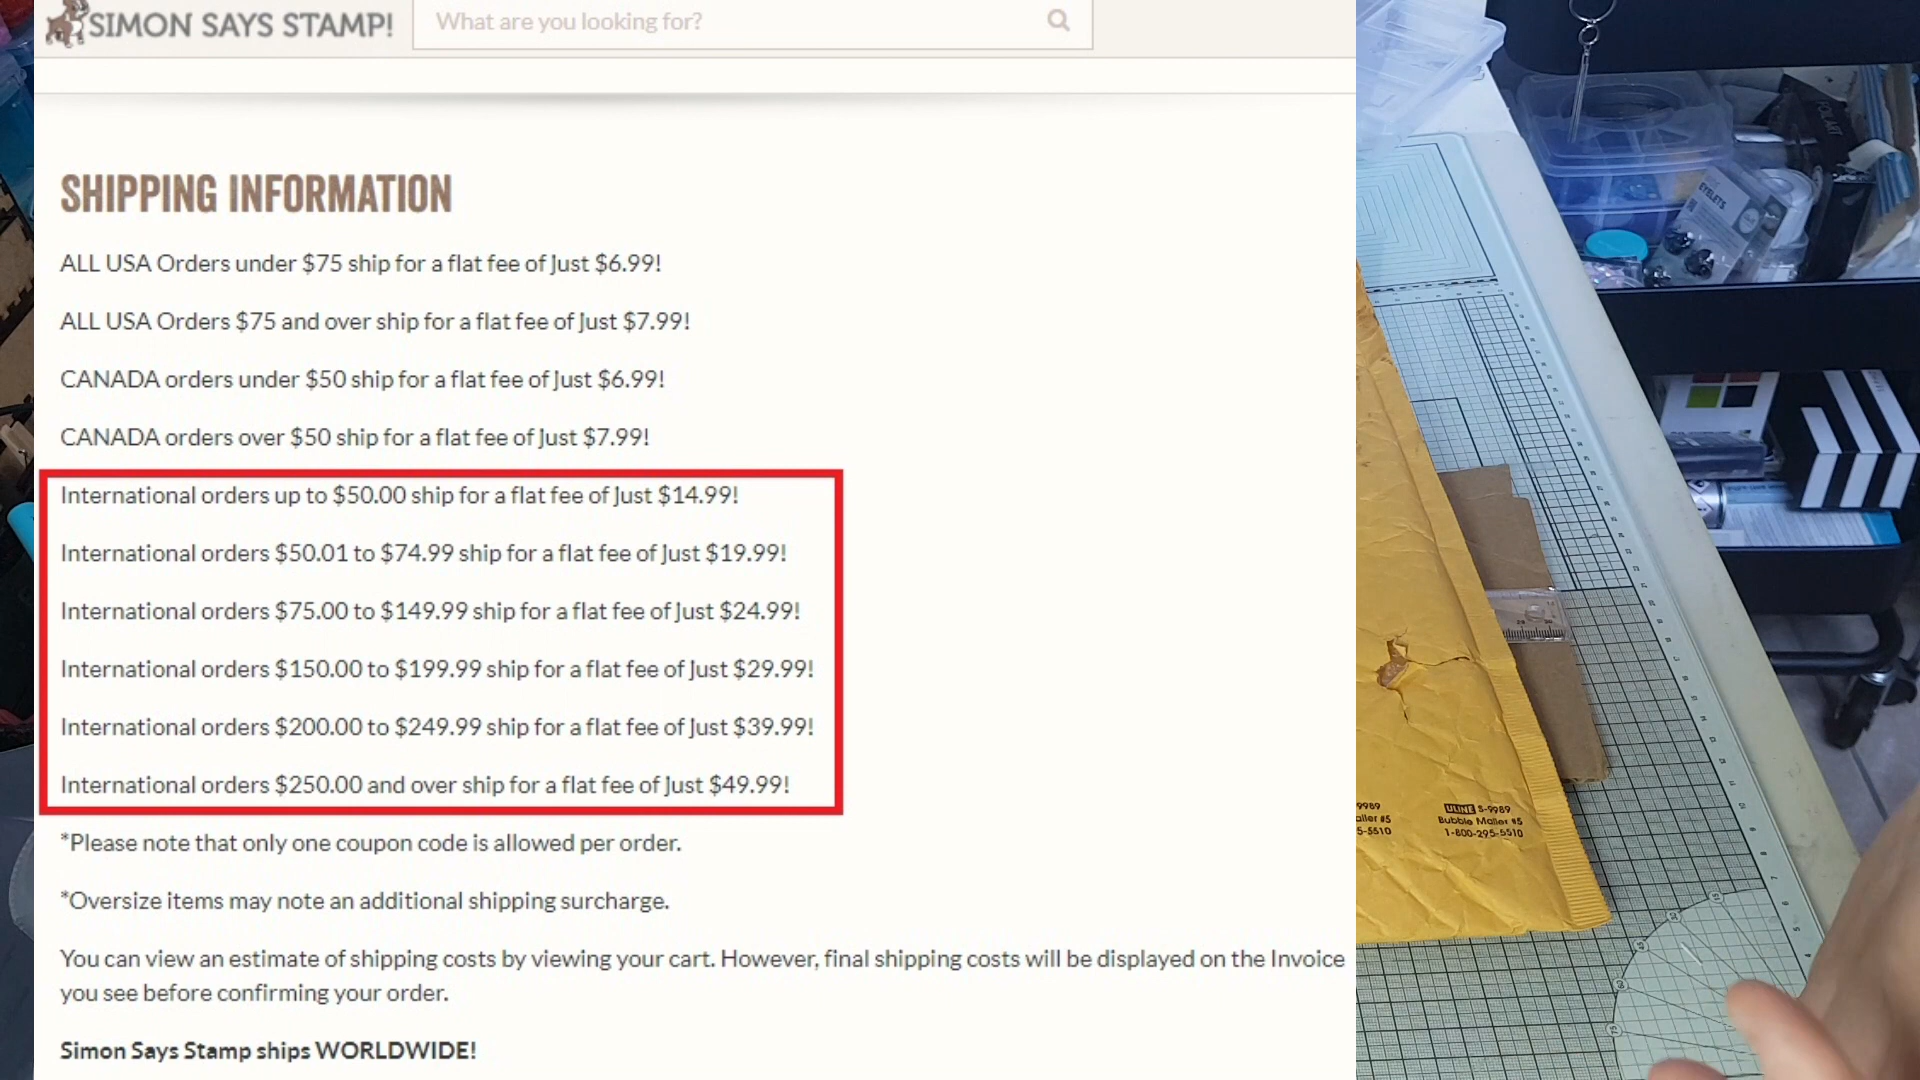 SIMON SAYS STAMP!
What are you looking for?
SHIPPING INFORMATION
ALL USA Orders under $75 ship for a flat fee of Just $6.99!
ALL USA Orders $75 and over ship for a flat fee of Just $7.99!
CANADA orders under $50 ship for a flat fee of Just $6.99!
CANADA orders over $50 ship for a flat fee of Just $7.99!
International orders up to $50.00 ship for a flat fee of Just $14.99!
International orders $50.01 to $74.99 ship for a flat fee of Just $19.99!
International orders $75.00 to $149.99 ship for a flat fee of Just $24.99!
International orders $150.00 to $199.99 ship for a flat fee of Just $29.99!
International orders $200.00 to $249.99 ship for a flat fee of Just $39.99!
International orders $250.00 and over ship for a flat fee of Just $49.99!
*Please note that only one coupon code is allowed per order.
*Oversize items may note an additional shipping surcharge.
You can view an estimate of shipping costs by viewing your cart. However, final shipping costs will be displayed on the Invoice
you see before confirming your order.
Simon Says Stamp ships WORLDWIDE!
EYELETS
ULINE S-9989
Bubble Mailer #5
1-800-295-5510
9989
ailer #5
5-5510